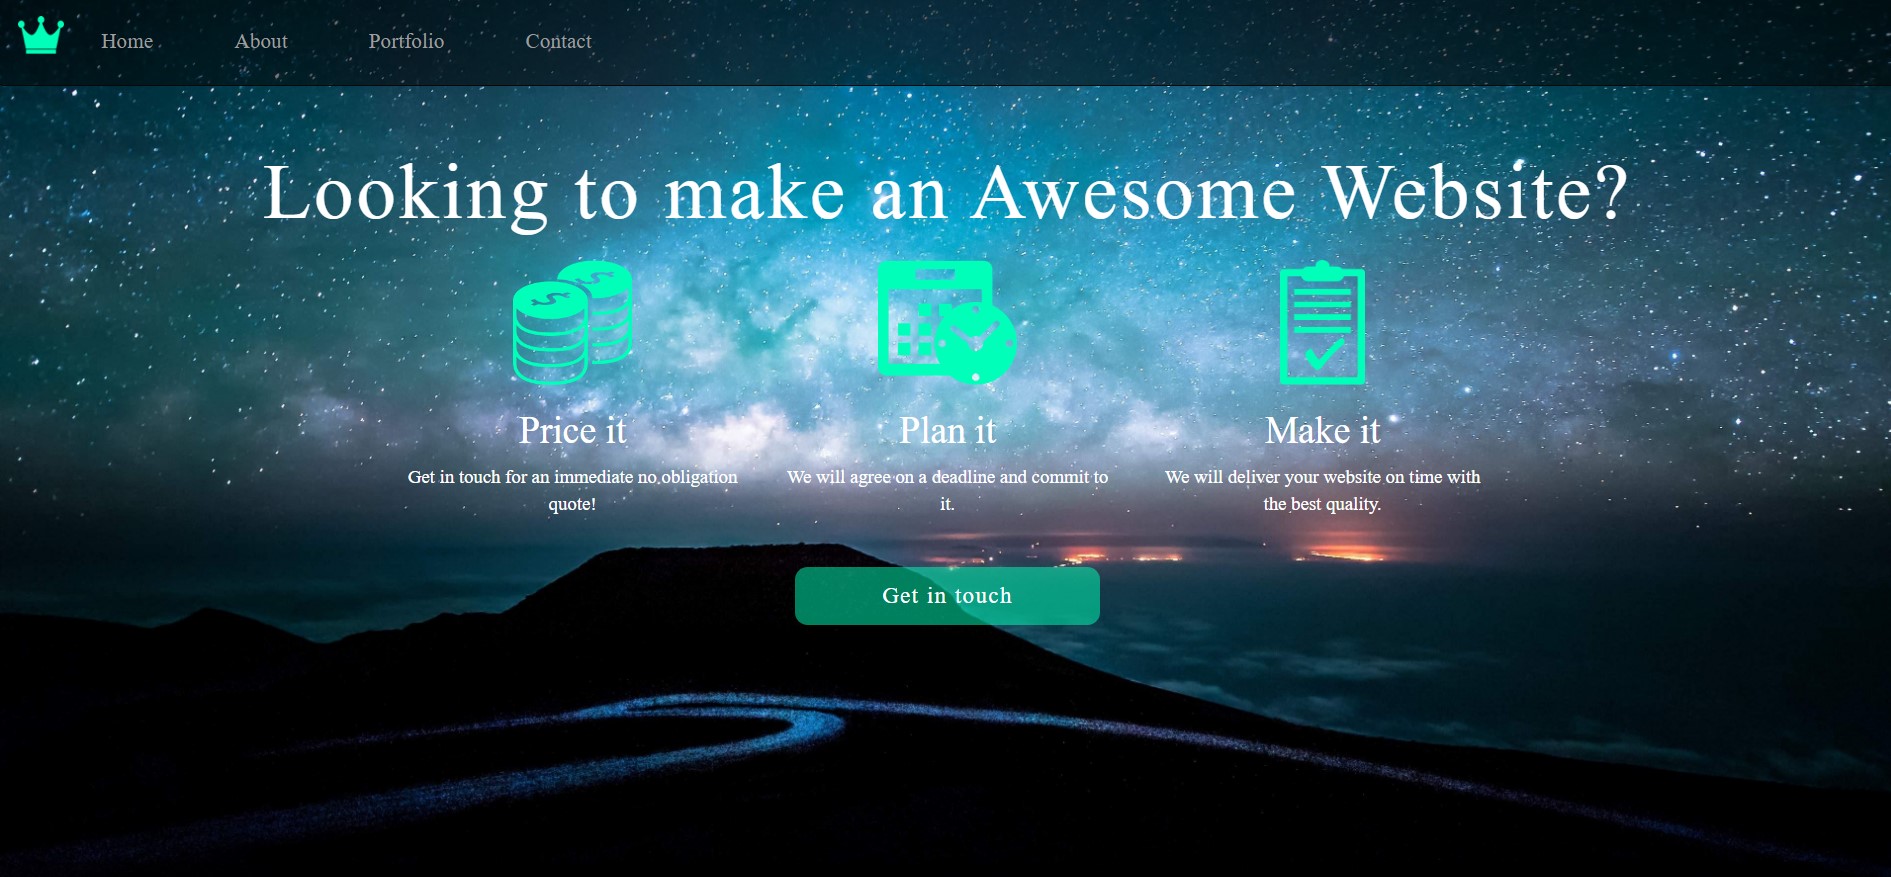 Home About Portfolio Contact
Looking to make an Awesome Website?
Price it
Get in touch for an immediate no obligation
quote!
Plan it
We will agree on a deadline and commit to
it.
Make it
We will deliver your website on time with
the best quality.
Get in touch